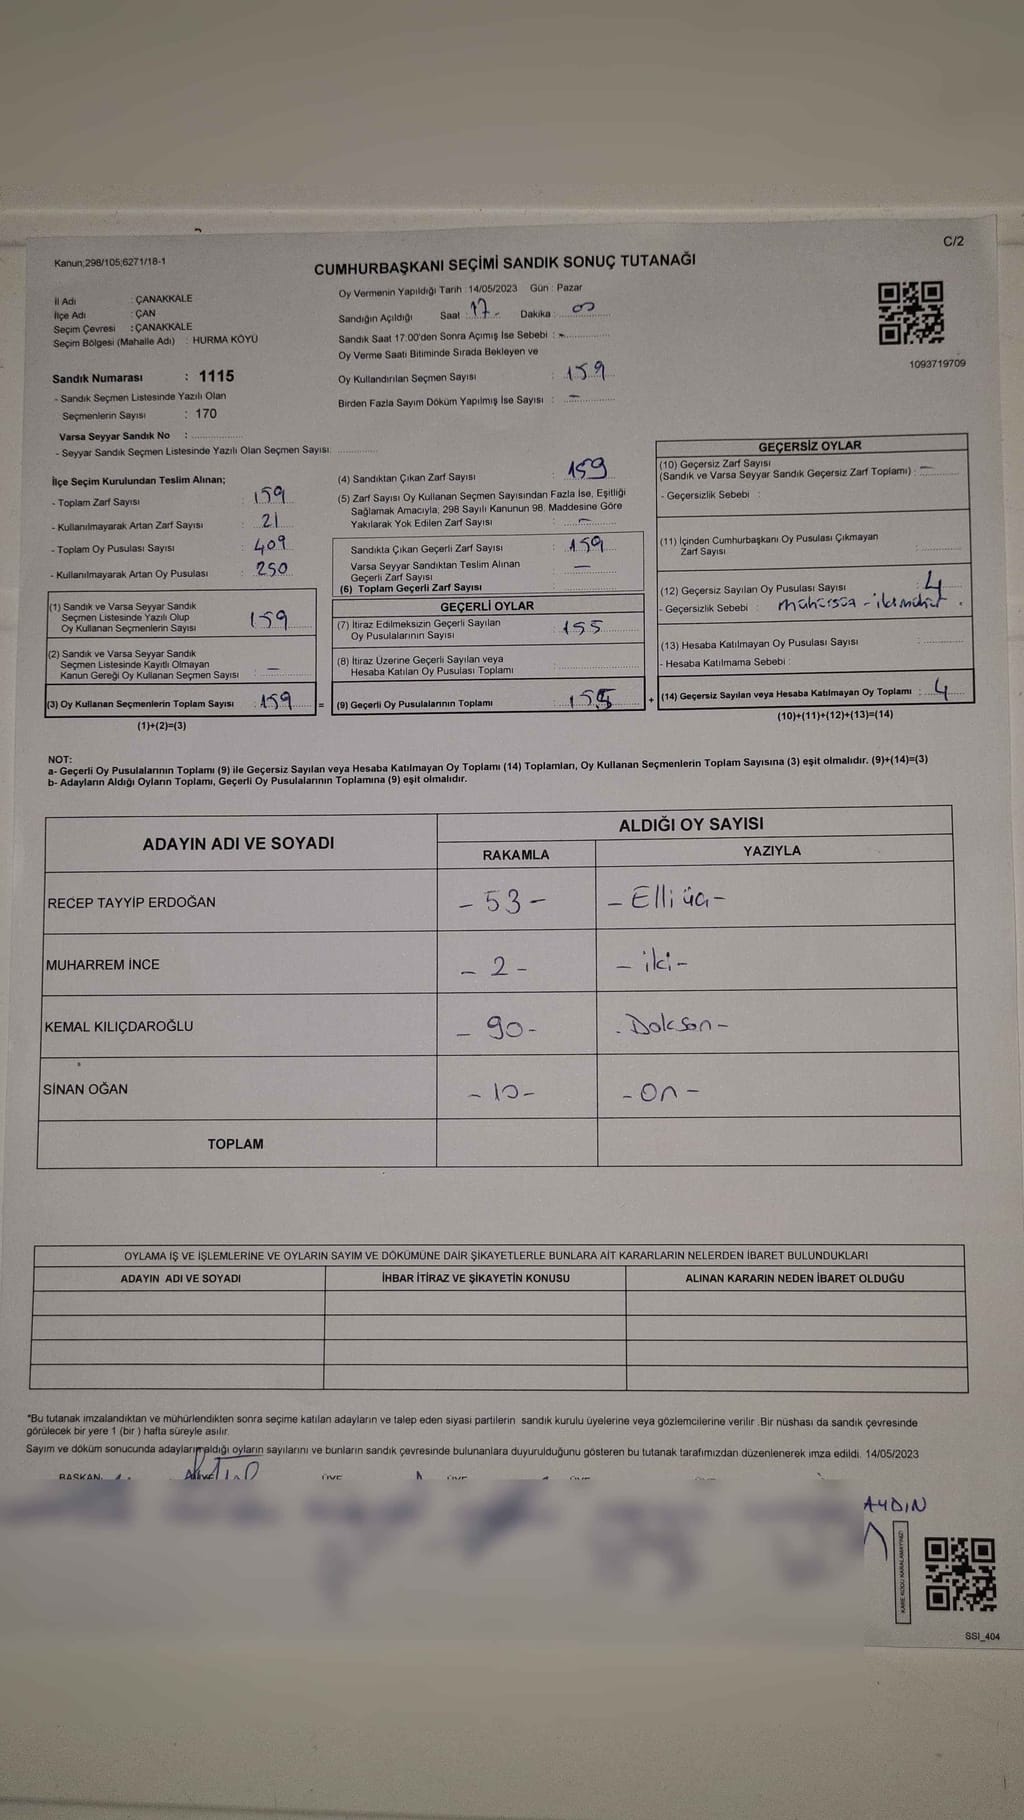 C/2
Kanun;298/105;6271/18-1
CUMHURBAŞKANI SEÇİMİ SANDIK SONUÇ TUTANAĞI
İl Adı : ÇANAKKALE
İlçe Adı : ÇAN
Seçim Çevresi : ÇANAKKALE
Seçim Bölgesi (Mahalle Adı) : HURMA KÖYÜ
Sandık Numarası : 1115
- Sandık Seçmen Listesinde Yazılı Olan
Seçmenlerin Sayısı : 170
Varsa Seyyar Sandık No :
- Seyyar Sandık Seçmen Listesinde Yazılı Olan Seçmen Sayısı:
Oy Vermenin Yapıldığı Tarih : 14/05/2023 Gün : Pazar
Sandığın Açıldığı Saat : 17 - Dakika : 00
Sandık Saat 17:00'den Sonra Açımış İse Sebebi : -
Oy Verme Saati Bitiminde Sırada Bekleyen ve
Oy Kullandırılan Seçmen Sayısı : 159
Birden Fazla Sayım Döküm Yapılmış İse Sayısı : -
1093719709
İlçe Seçim Kurulundan Teslim Alınan;
- Toplam Zarf Sayısı : 159
- Kullanılmayarak Artan Zarf Sayısı : 21
- Toplam Oy Pusulası Sayısı : 409
- Kullanılmayarak Artan Oy Pusulası : 250
(1) Sandık ve Varsa Seyyar Sandık
Seçmen Listesinde Yazılı Olup
Oy Kullanan Seçmenlerin Sayısı : 159
(2) Sandık ve Varsa Seyyar Sandık
Seçmen Listesinde Kayıtlı Olmayan
Kanun Gereği Oy Kullanan Seçmen Sayısı : -
(3) Oy Kullanan Seçmenlerin Toplam Sayısı : 159 =
(1)+(2)=(3)
(4) Sandıktan Çıkan Zarf Sayısı : 159
(5) Zarf Sayısı Oy Kullanan Seçmen Sayısından Fazla İse, Eşitliği
Sağlamak Amacıyla, 298 Sayılı Kanunun 98. Maddesine Göre
Yakılarak Yok Edilen Zarf Sayısı : -
Sandıkta Çıkan Geçerli Zarf Sayısı : 159
Varsa Seyyar Sandıktan Teslim Alınan
Geçerli Zarf Sayısı : -
(6) Toplam Geçerli Zarf Sayısı :
GEÇERLİ OYLAR
(7) İtiraz Edilmeksizin Geçerli Sayılan
Oy Pusulalarının Sayısı : 155
(8) İtiraz Üzerine Geçerli Sayılan veya
Hesaba Katılan Oy Pusulası Toplamı :
(9) Geçerli Oy Pusulalarının Toplamı : 155 +
GEÇERSİZ OYLAR
(10) Geçersiz Zarf Sayısı
(Sandık ve Varsa Seyyar Sandık Geçersiz Zarf Toplamı) : -
- Geçersizlik Sebebi :
(11) İçinden Cumhurbaşkanı Oy Pusulası Çıkmayan
Zarf Sayısı :
(12) Geçersiz Sayılan Oy Pusulası Sayısı : 4
- Geçersizlik Sebebi :
(13) Hesaba Katılmayan Oy Pusulası Sayısı :
- Hesaba Katılmama Sebebi :
(14) Geçersiz Sayılan veya Hesaba Katılmayan Oy Toplamı : 4
(10)+(11)+(12)+(13)=(14)
NOT:
a- Geçerli Oy Pusulalarının Toplamı (9) ile Geçersiz Sayılan veya Hesaba Katılmayan Oy Toplamı (14) Toplamları, Oy Kullanan Seçmenlerin Toplam Sayısına (3) eşit olmalıdır. (9)+(14)=(3)
b- Adayların Aldığı Oyların Toplamı, Geçerli Oy Pusulalarının Toplamına (9) eşit olmalıdır.
ADAYIN ADI VE SOYADI
ALDIĞI OY SAYISI
RAKAMLA YAZIYLA
RECEP TAYYİP ERDOĞAN - 53 - - Elli üç -
MUHARREM İNCE - 2 - - iki -
KEMAL KILIÇDAROĞLU - 90 - - Doksan -
SİNAN OĞAN - 10 - - On -
TOPLAM
OYLAMA İŞ VE İŞLEMLERİNE VE OYLARIN SAYIM VE DÖKÜMÜNE DAİR ŞİKAYETLERLE BUNLARA AİT KARARLARIN NELERDEN İBARET BULUNDUKLARI
ADAYIN ADI VE SOYADI İHBAR İTİRAZ VE ŞİKAYETİN KONUSU ALINAN KARARIN NEDEN İBARET OLDUĞU
*Bu tutanak imzalandıktan ve mühürlendikten sonra seçime katılan adayların ve talep eden siyasi partilerin sandık kurulu üyelerine veya gözlemcilerine verilir .Bir nüshası da sandık çevresinde
görülecek bir yere 1 (bir ) hafta süreyle asılır.
Sayım ve döküm sonucunda adayların aldığı oyların sayılarını ve bunların sandık çevresinde bulunanlara duyurulduğunu gösteren bu tutanak tarafımızdan düzenlenerek imza edildi. 14/05/2023
BAŞKAN
AYDIN
KARE KODU KARALAMAYINIZ!
SSI_404